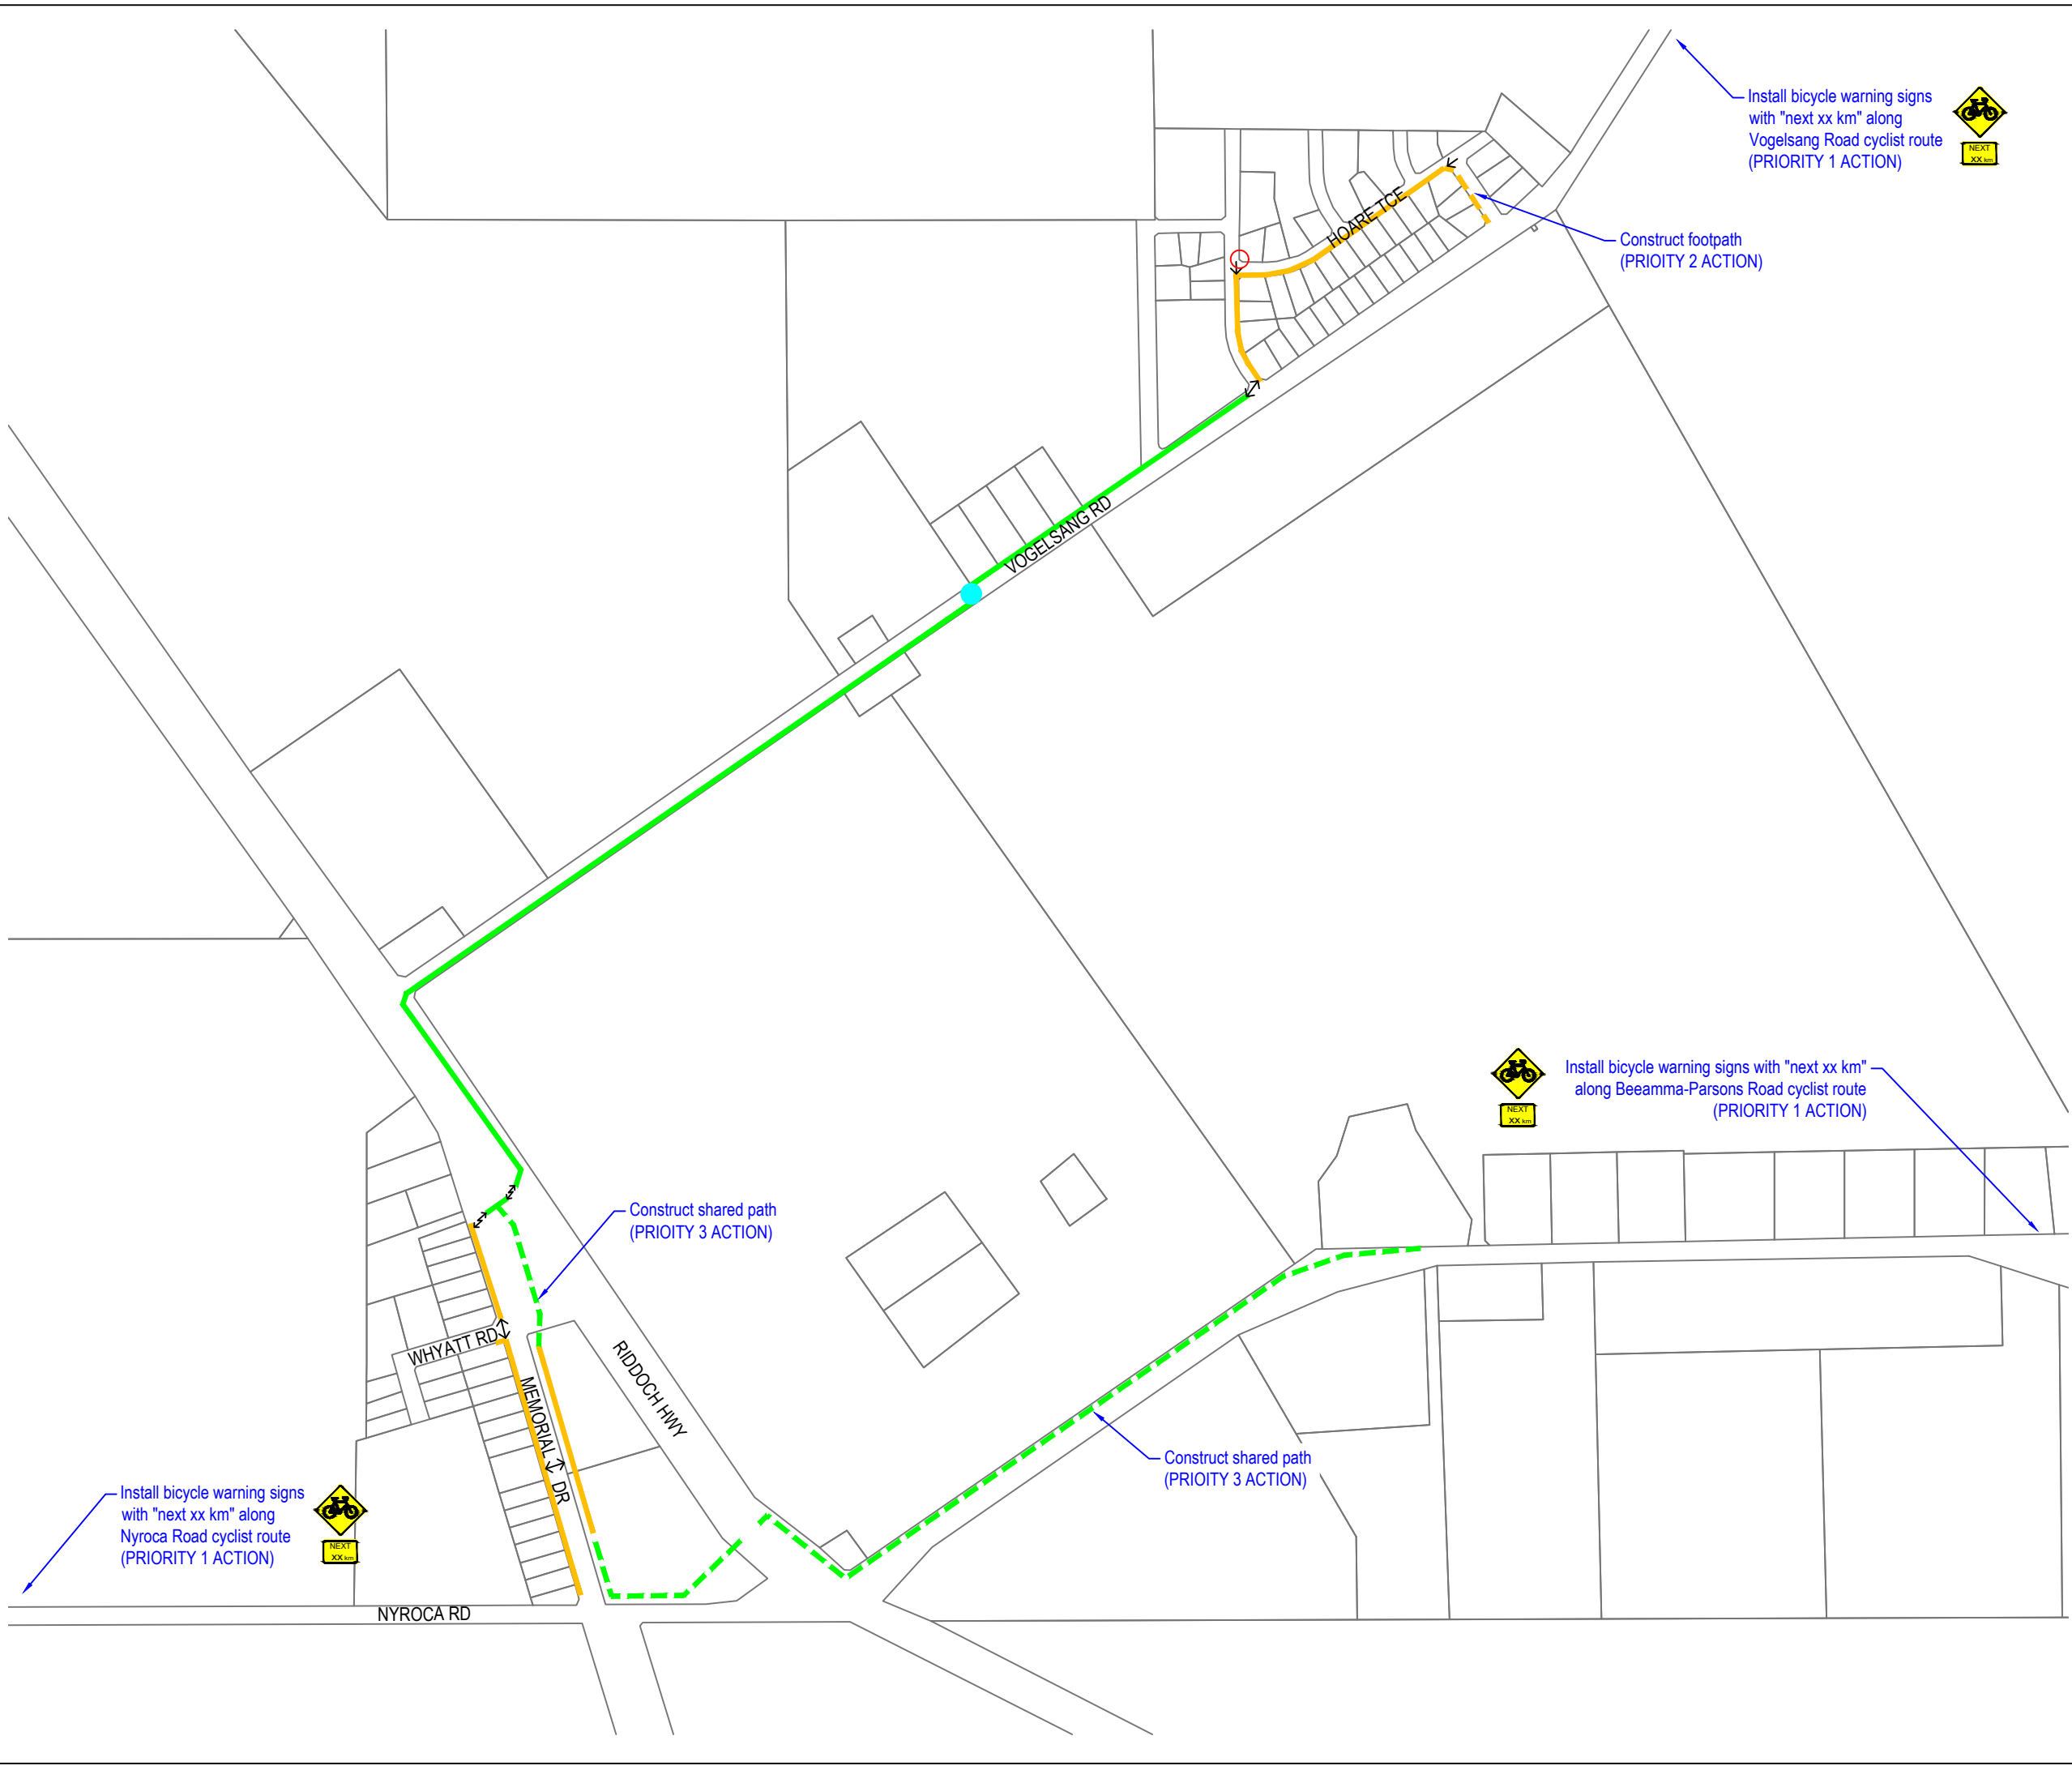 Install bicycle warning signs
with "next xx km" along
Vogelsang Road cyclist route
(PRIORITY 1 ACTION)
NEXT
XX km
HOARE TCE
Construct footpath
(PRIOITY 2 ACTION)
VOGELSANG RD
Install bicycle warning signs with "next xx km"
along Beeamma-Parsons Road cyclist route
(PRIORITY 1 ACTION)
NEXT
XX km
Construct shared path
(PRIOITY 3 ACTION)
WHYATT RD
RIDDOCH HWY
MEMORIAL DR
Construct shared path
(PRIOITY 3 ACTION)
Install bicycle warning signs
with "next xx km" along
Nyroca Road cyclist route
(PRIORITY 1 ACTION)
NEXT
XX km
NYROCA RD